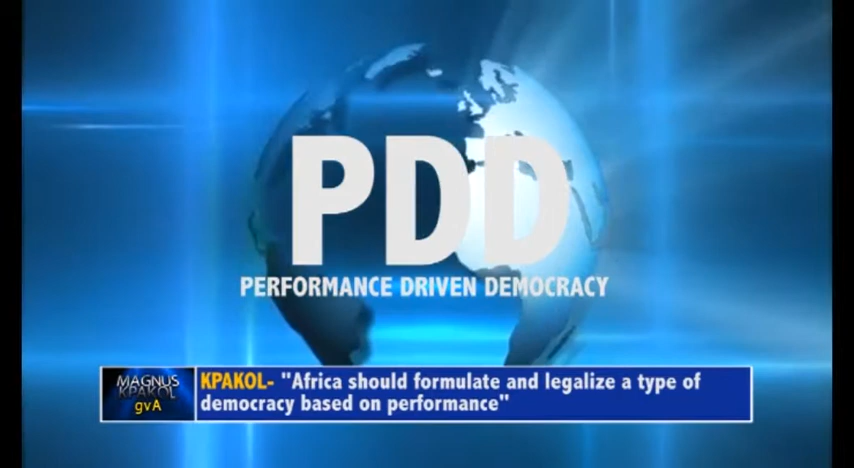 PDD
PERFORMANCE DRIVEN DEMOCRACY
MAGNUS
KPAKOL
gvA
KPAKOL- "Africa should formulate and legalize a type of
democracy based on performance"